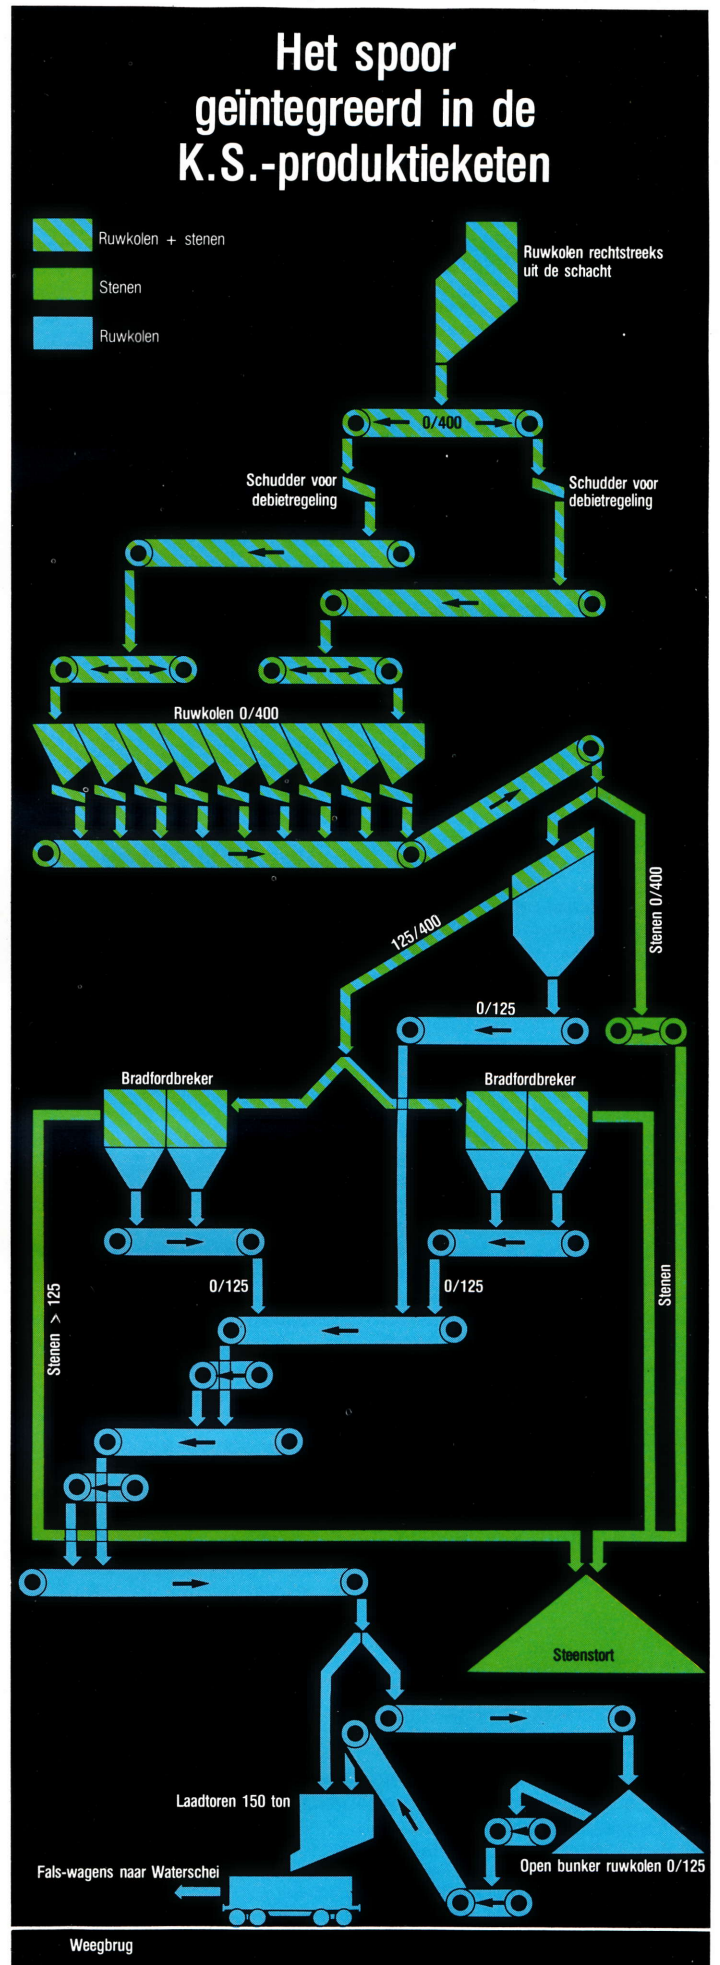 Het spoor
geïntegreerd in de
K.S.-produktieketen
Ruwkolen + stenen
Stenen
Ruwkolen
Ruwkolen rechtstreeks
uit de schacht
0/400
Schudder voor
debietregeling
Schudder voor
debietregeling
Ruwkolen 0/400
Stenen 0/400
125/400
0/125
Bradfordbreker
Bradfordbreker
0/125
0/125
Stenen > 125
Stenen
Steenstort
Laadtoren 150 ton
Open bunker ruwkolen 0/125
Fals-wagens naar Waterschei
Weegbrug